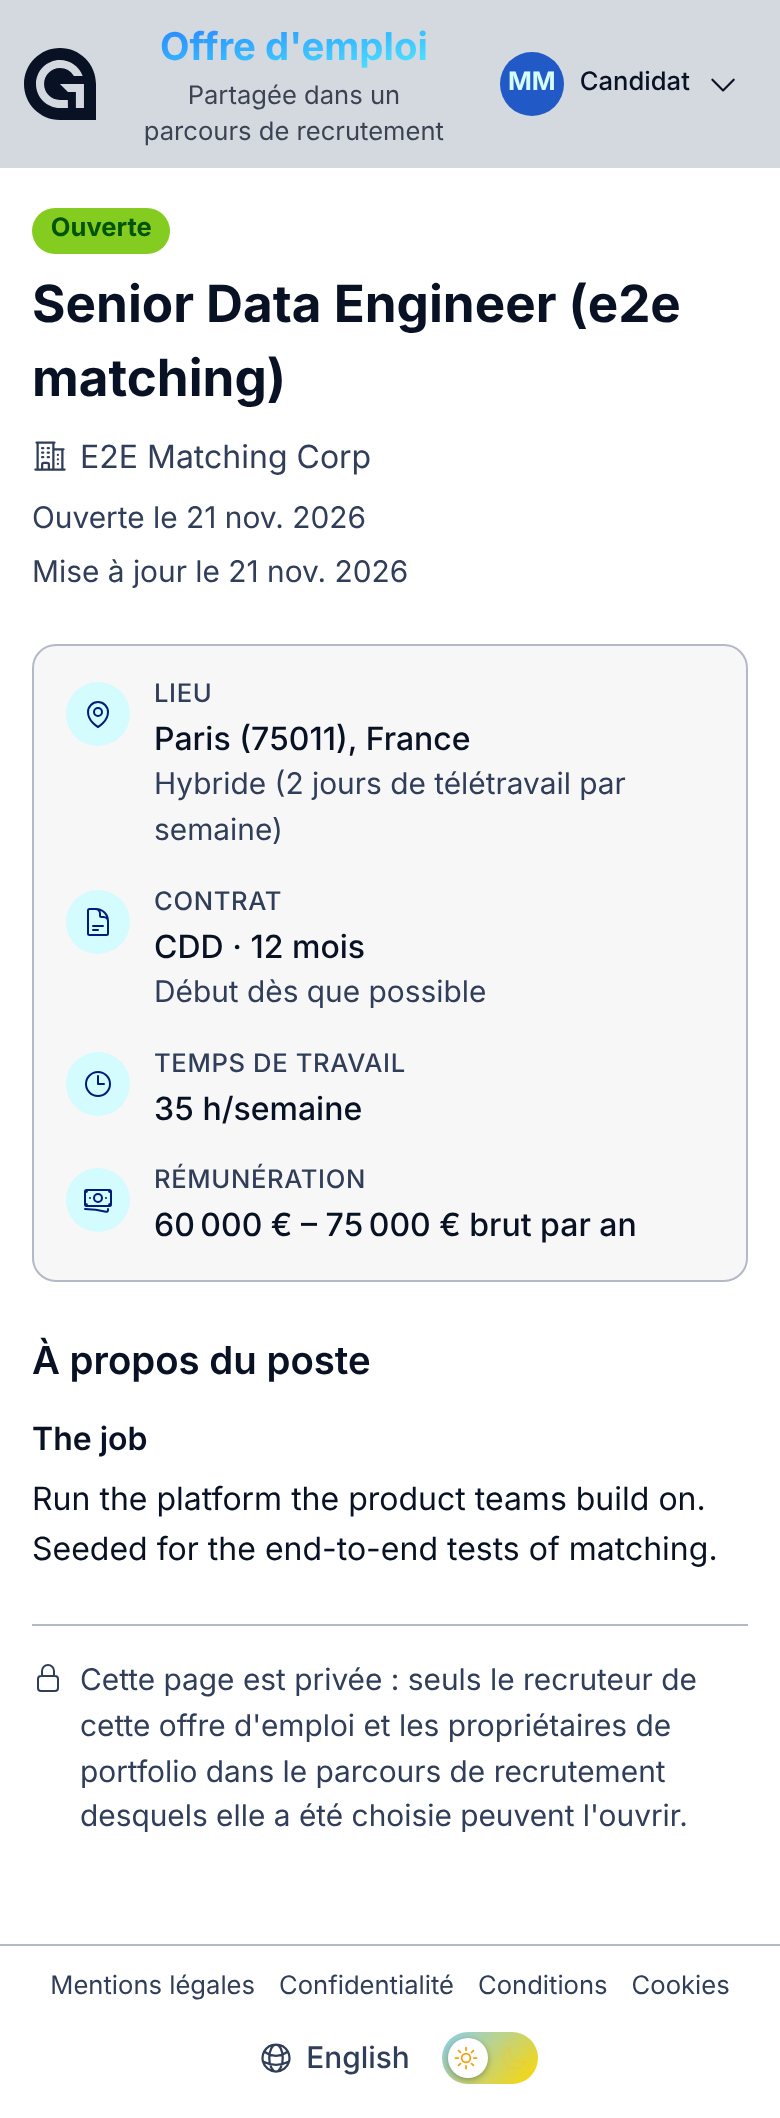 Offre d'emploi
Partagée dans un
parcours de recrutement
MM
Candidat
Ouverte
Senior Data Engineer (e2e
matching)
E2E Matching Corp
Ouverte le 21 nov. 2026
Mise à jour le 21 nov. 2026
LIEU
Paris (75011), France
Hybride (2 jours de télétravail par
semaine)
CONTRAT
CDD · 12 mois
Début dès que possible
TEMPS DE TRAVAIL
35 h/semaine
RÉMUNÉRATION
60 000 € – 75 000 € brut par an
À propos du poste
The job
Run the platform the product teams build on.
Seeded for the end-to-end tests of matching.
Cette page est privée : seuls le recruteur de
cette offre d'emploi et les propriétaires de
portfolio dans le parcours de recrutement
desquels elle a été choisie peuvent l'ouvrir.
Mentions légales Confidentialité Conditions Cookies
English